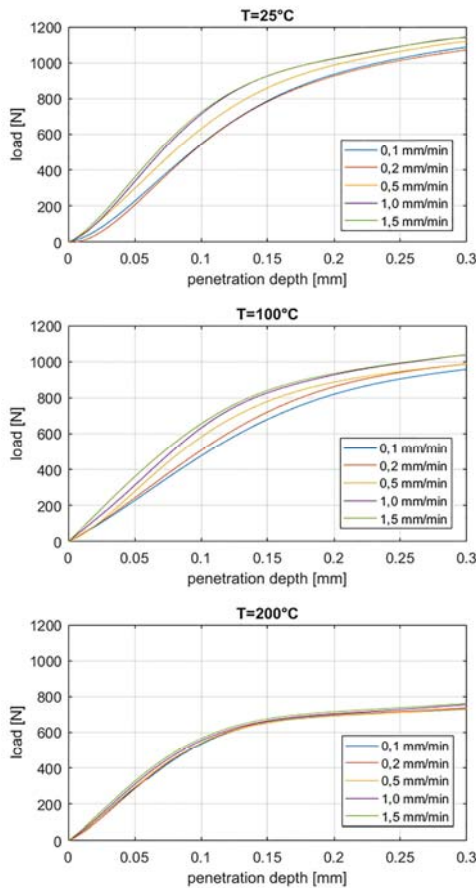 T=25°C
load [N]
1200
1000
800
600
400
200
0
0,1 mm/min
0,2 mm/min
0,5 mm/min
1,0 mm/min
1,5 mm/min
0 0.05 0.1 0.15 0.2 0.25 0.3
penetration depth [mm]
T=100°C
load [N]
1200
1000
800
600
400
200
0
0,1 mm/min
0,2 mm/min
0,5 mm/min
1,0 mm/min
1,5 mm/min
0 0.05 0.1 0.15 0.2 0.25 0.3
penetration depth [mm]
T=200°C
load [N]
1200
1000
800
600
400
200
0
0,1 mm/min
0,2 mm/min
0,5 mm/min
1,0 mm/min
1,5 mm/min
0 0.05 0.1 0.15 0.2 0.25 0.3
penetration depth [mm]